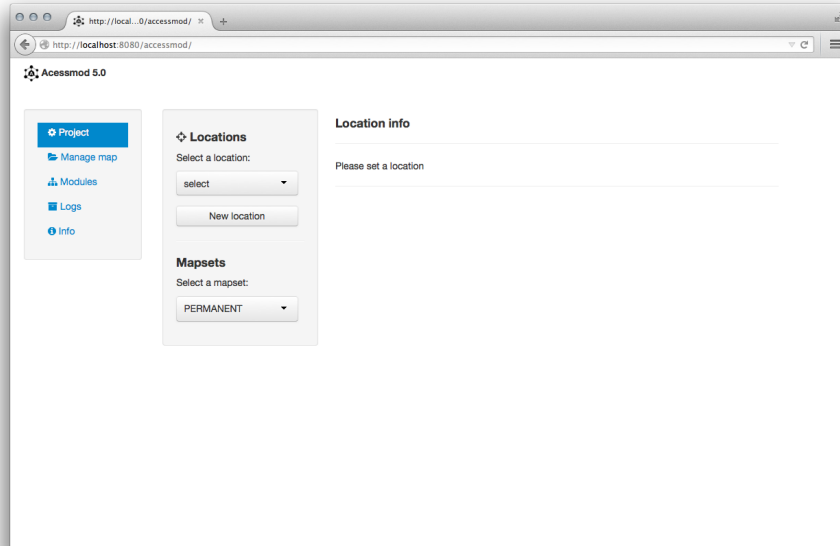 http://local...0/accessmod/
http://localhost:8080/accessmod/
Acessmod 5.0
Project
Manage map
Modules
Logs
Info
Locations
Select a location:
select
New location
Mapsets
Select a mapset:
PERMANENT
Location info
Please set a location